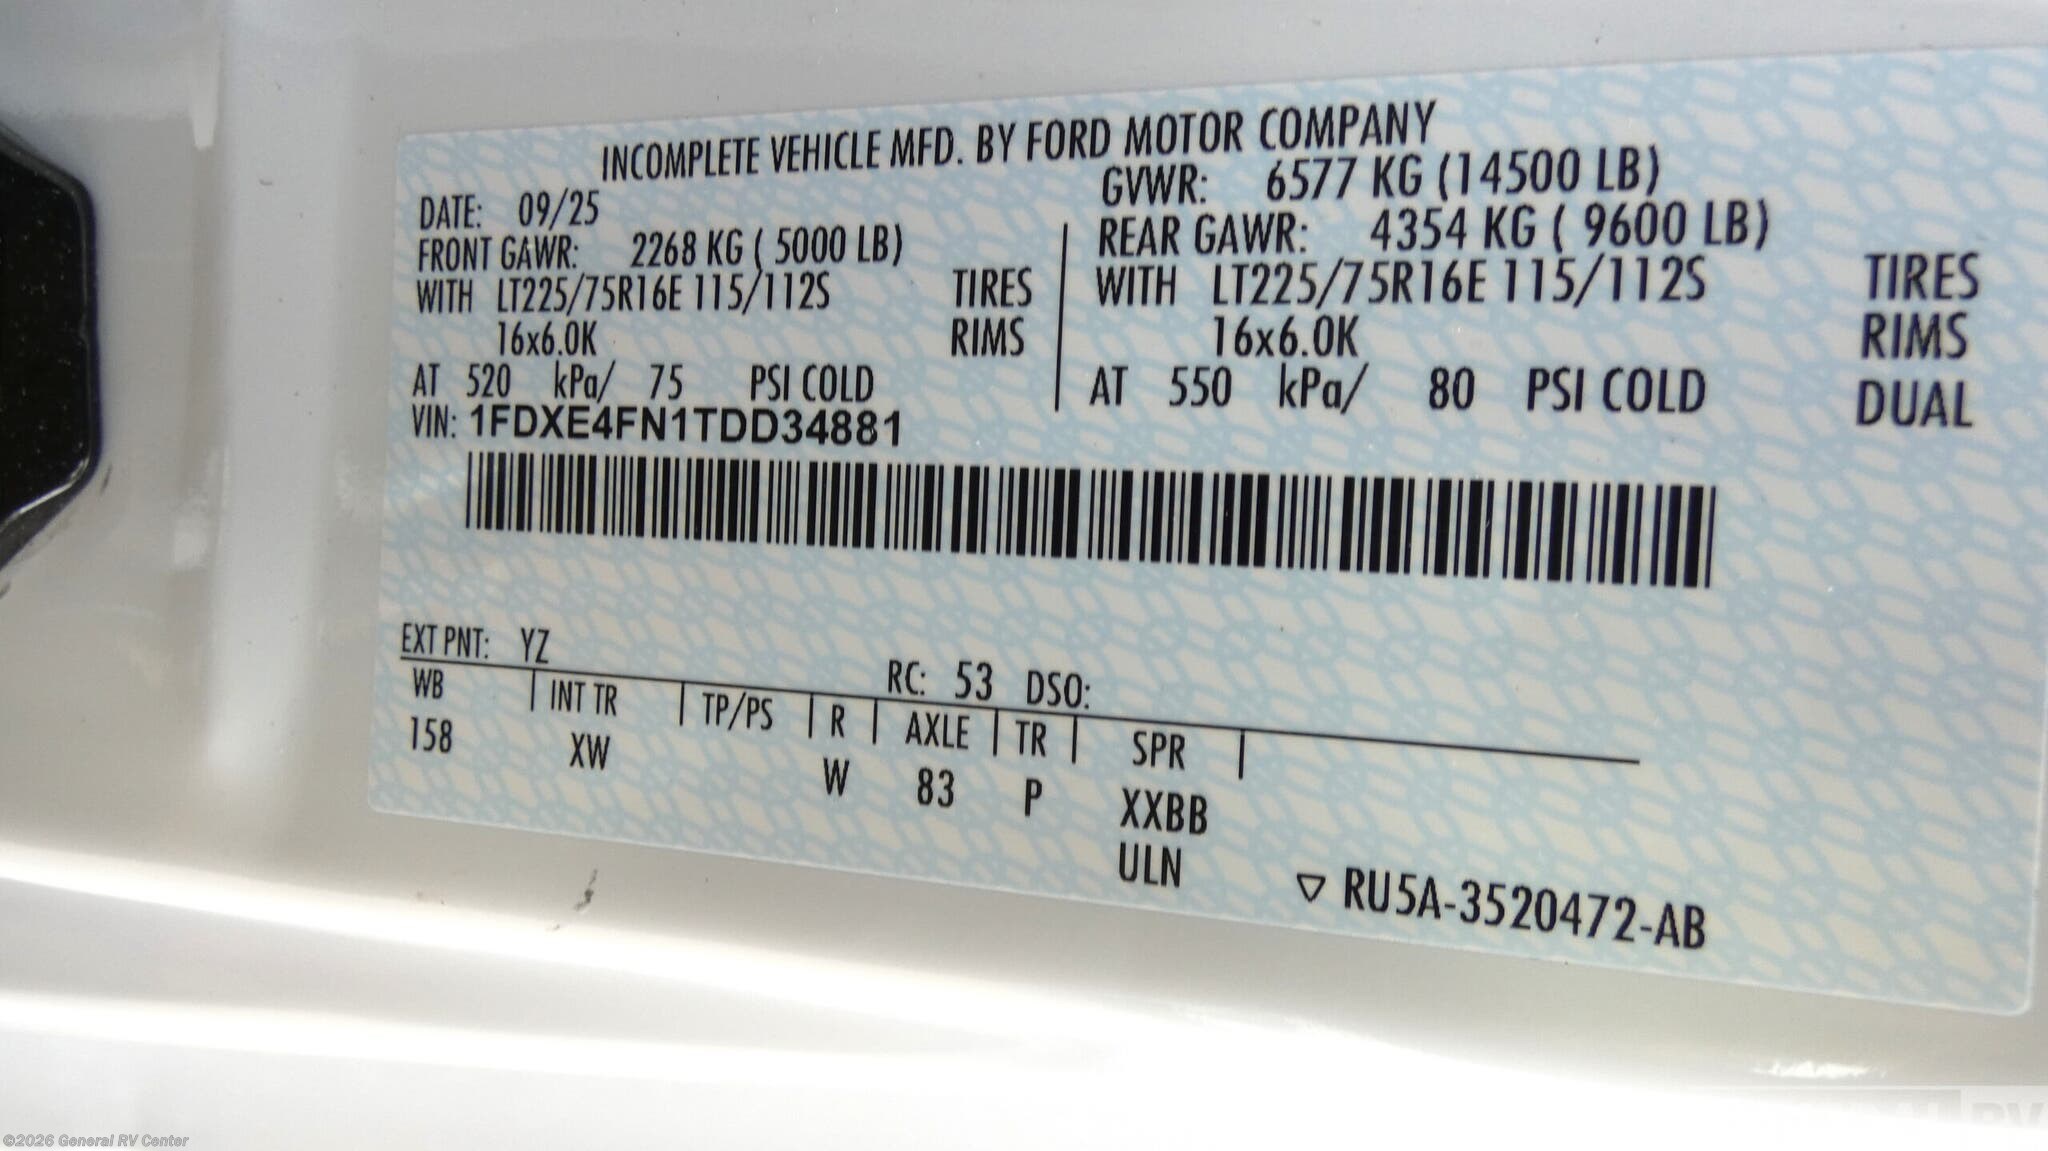 INCOMPLETE VEHICLE MFD. BY FORD MOTOR COMPANY
DATE: 09/25 GVWR: 6577 KG (14500 LB)
FRONT GAWR: 2268 KG ( 5000 LB) REAR GAWR: 4354 KG ( 9600 LB)
WITH LT225/75R16E 115/112S TIRES WITH LT225/75R16E 115/112S TIRES
16x6.0K RIMS 16x6.0K RIMS
AT 520 kPa/ 75 PSI COLD AT 550 kPa/ 80 PSI COLD DUAL
VIN: 1FDXE4FN1TDD34881
EXT PNT: YZ RC: 53 DSO:
WB | INT TR | TP/PS | R | AXLE | TR | SPR |
158 XW W 83 P XXBB
ULN
▽ RU5A-3520472-AB
©2026 General RV Center